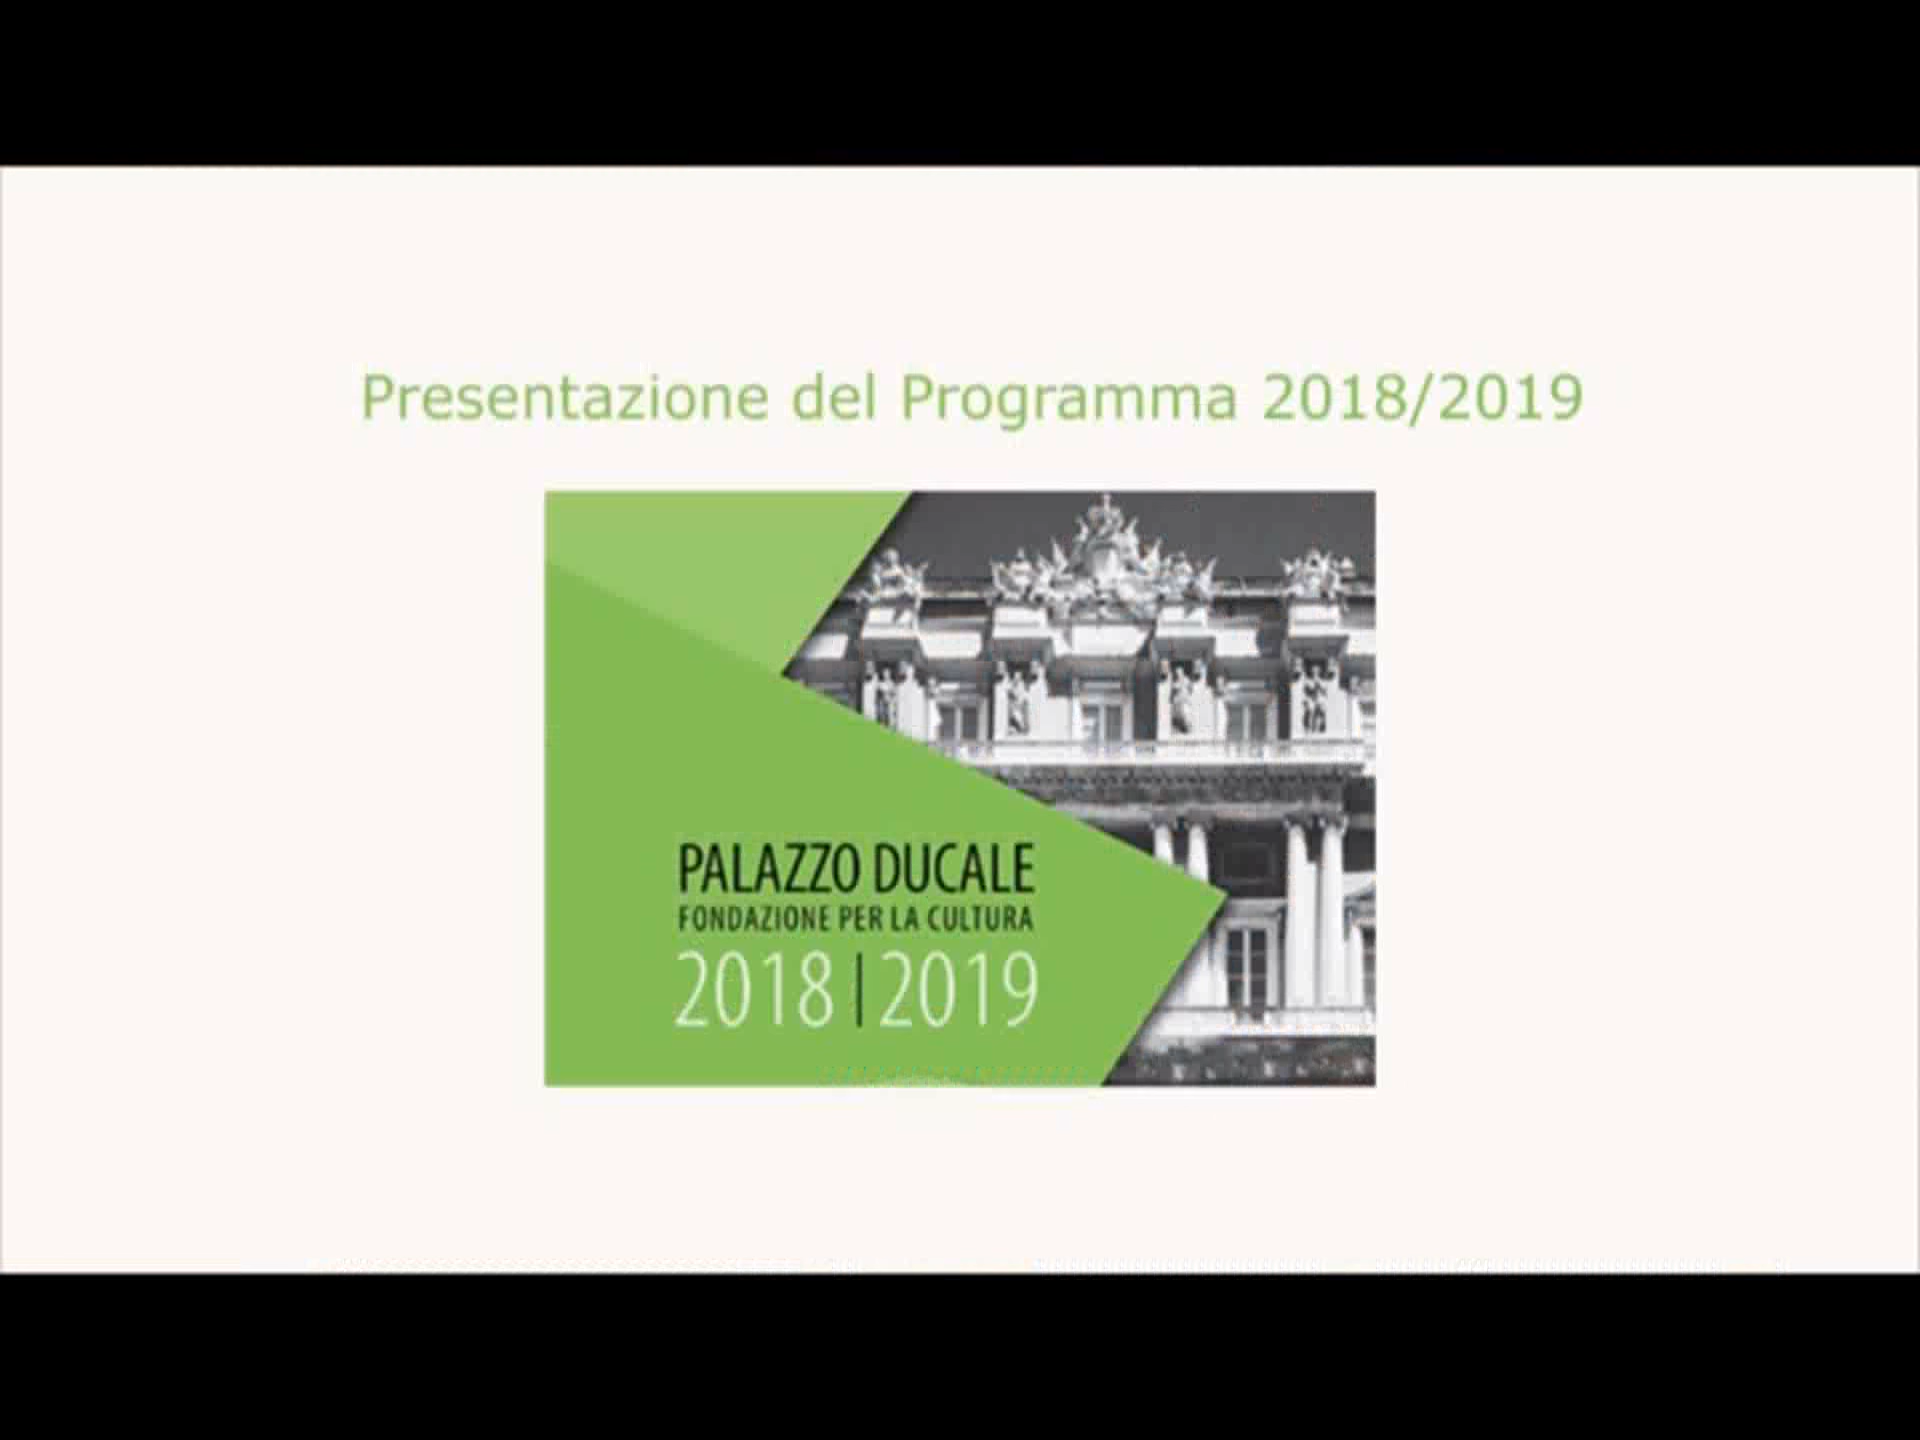 Presentazione del Programma 2018/2019
PALAZZO DUCALE
FONDAZIONE PER LA CULTURA
2018|2019